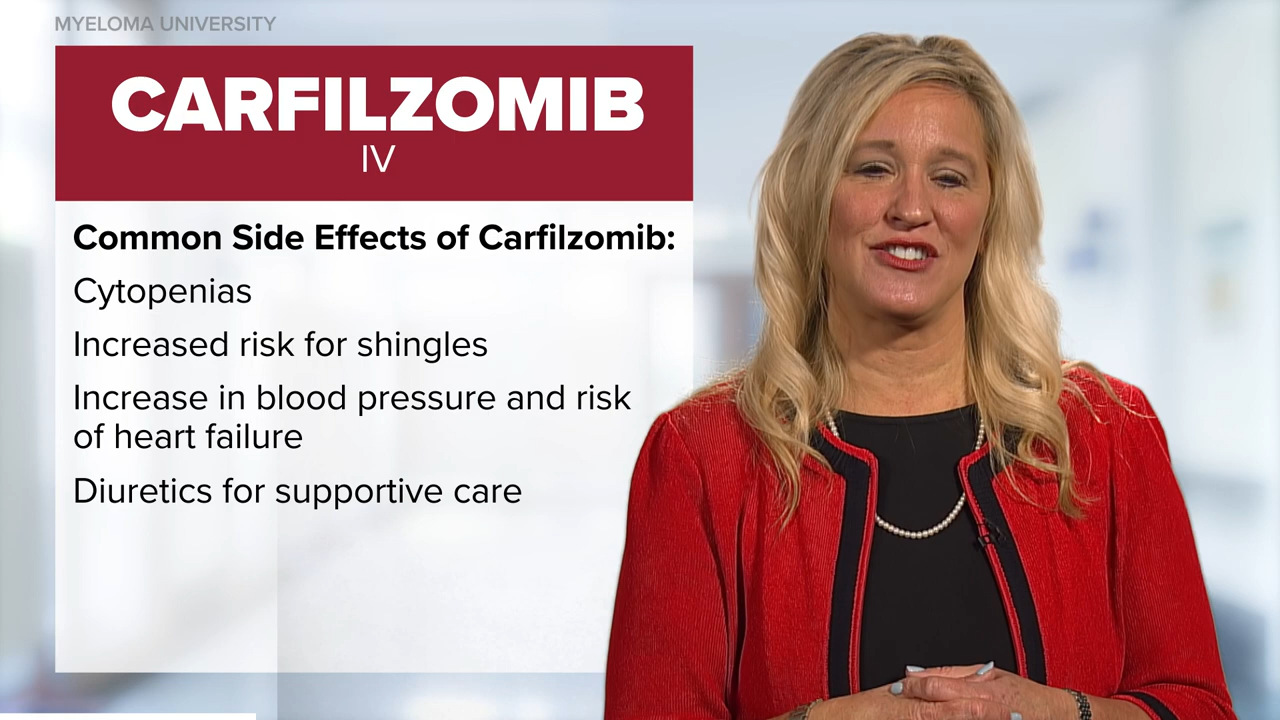 MYELOMA UNIVERSITY
CARFILZOMIB
IV
Common Side Effects of Carfilzomib:
Cytopenias
Increased risk for shingles
Increase in blood pressure and risk
of heart failure
Diuretics for supportive care